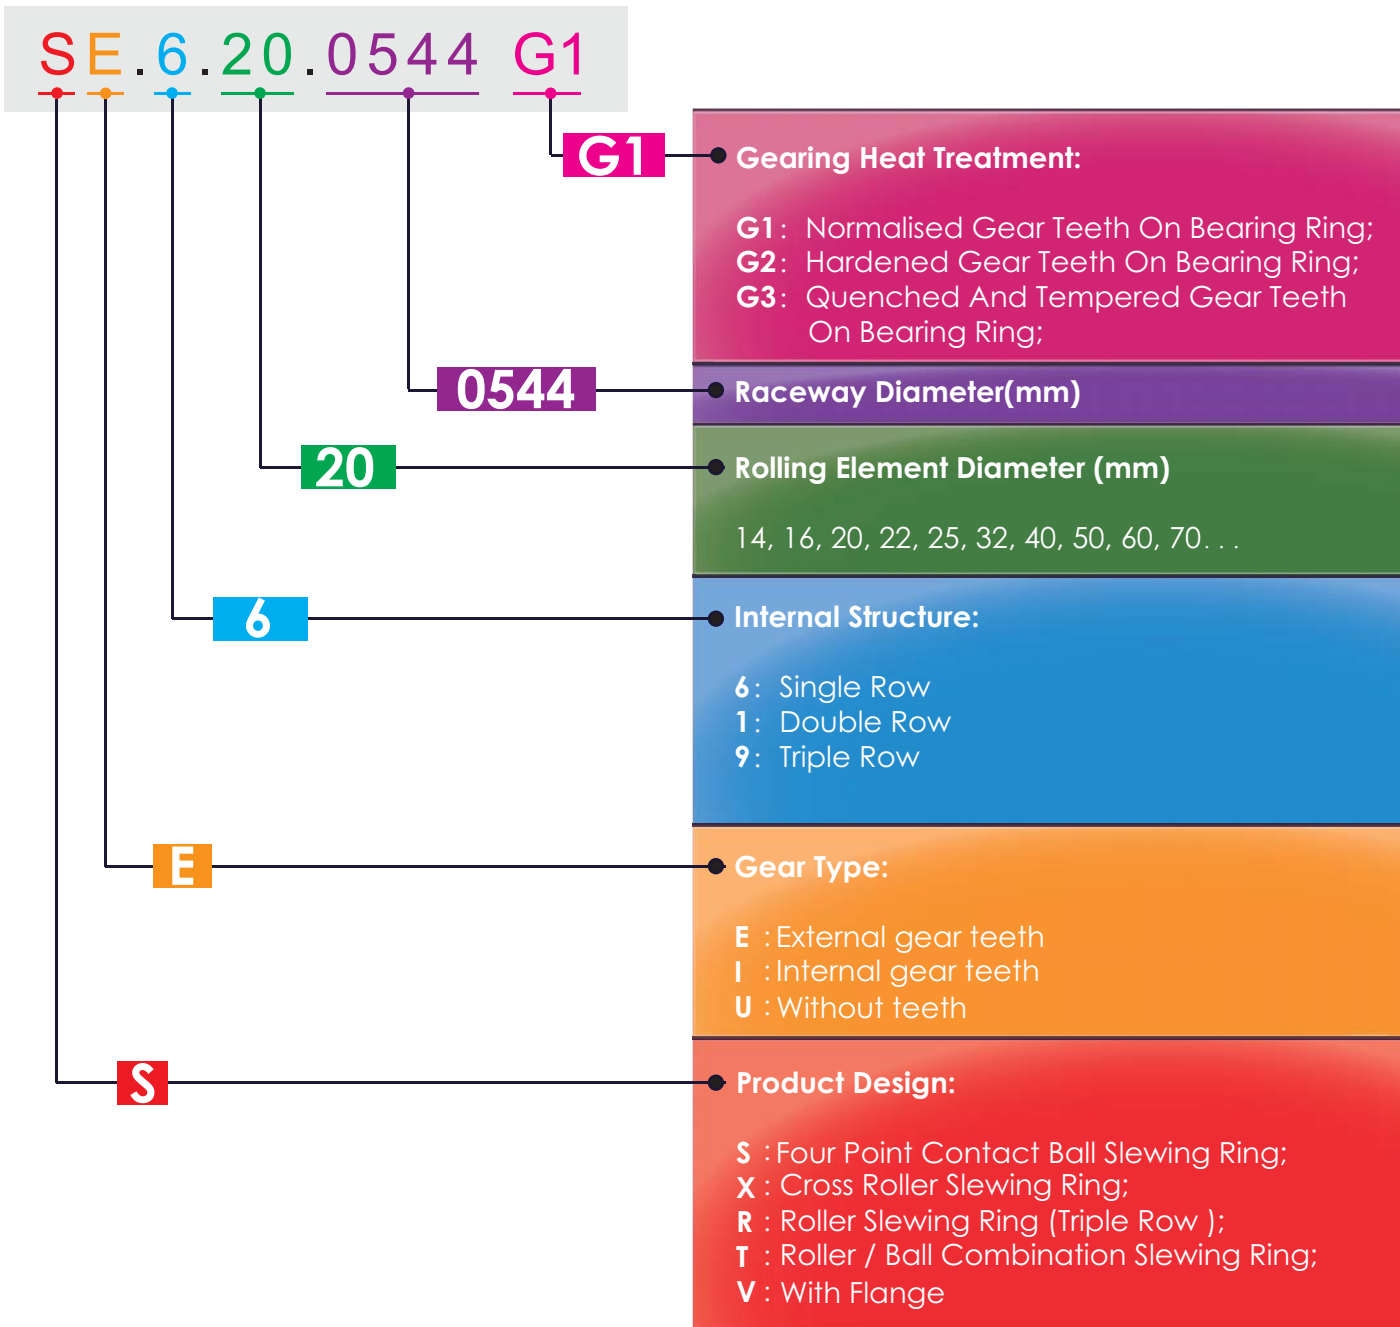 SE.6.20.0544 G1
G1
Gearing Heat Treatment:
G1: Normalised Gear Teeth On Bearing Ring;
G2: Hardened Gear Teeth On Bearing Ring;
G3: Quenched And Tempered Gear Teeth
On Bearing Ring;
0544
Raceway Diameter(mm)
20
Rolling Element Diameter (mm)
14, 16, 20, 22, 25, 32, 40, 50, 60, 70...
6
Internal Structure:
6: Single Row
1: Double Row
9: Triple Row
E
Gear Type:
E : External gear teeth
I : Internal gear teeth
U : Without teeth
S
Product Design:
S : Four Point Contact Ball Slewing Ring;
X : Cross Roller Slewing Ring;
R : Roller Slewing Ring (Triple Row );
T : Roller / Ball Combination Slewing Ring;
V : With Flange